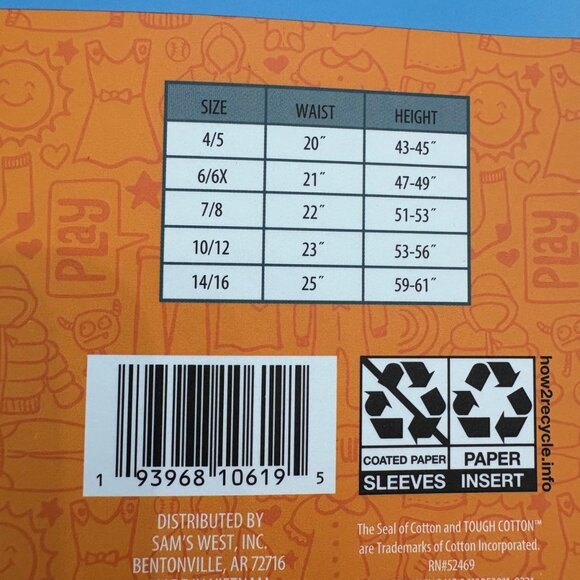 SIZE WAIST HEIGHT
4/5 20″ 43-45″
6/6X 21″ 47-49″
7/8 22″ 51-53″
10/12 23″ 53-56″
14/16 25″ 59-61″
Play
Play
how2recycle.info
COATED PAPER PAPER
SLEEVES INSERT
1 93968 10619 5
DISTRIBUTED BY
SAM'S WEST, INC.
BENTONVILLE, AR 72716
The Seal of Cotton and TOUGH COTTON™
are Trademarks of Cotton Incorporated.
RN#52469